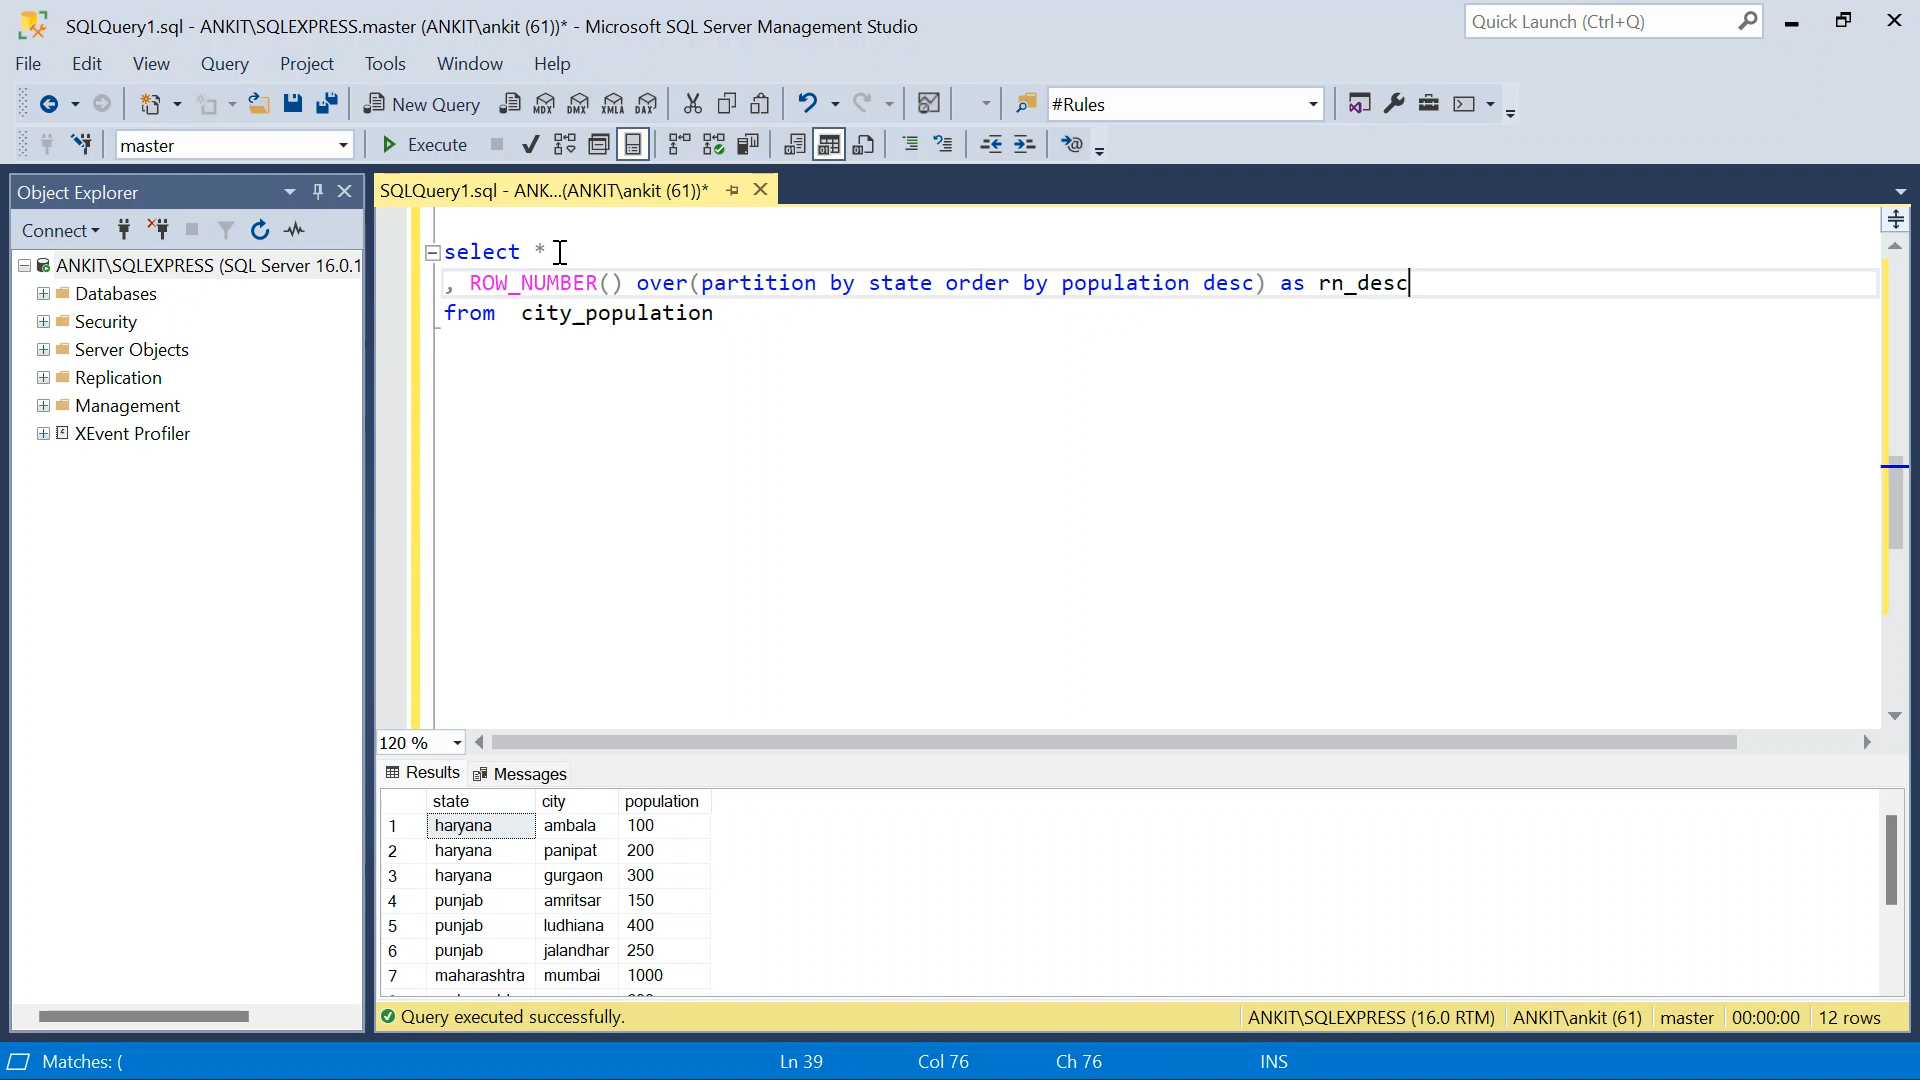 SQLQuery1.sql - ANKIT\SQLEXPRESS.master (ANKIT\ankit (61))* - Microsoft SQL Server Management Studio
Quick Launch (Ctrl+Q)
File Edit View Query Project Tools Window Help
New Query MDX DMX XMLA DAX #Rules
master Execute
Object Explorer
SQLQuery1.sql - ANK...(ANKIT\ankit (61))*
Connect
ANKIT\SQLEXPRESS (SQL Server 16.0.1
Databases
Security
Server Objects
Replication
Management
XEvent Profiler
select *
, ROW_NUMBER() over(partition by state order by population desc) as rn_desc
from  city_population
120 %
Results Messages
state city population
1 haryana ambala 100
2 haryana panipat 200
3 haryana gurgaon 300
4 punjab amritsar 150
5 punjab ludhiana 400
6 punjab jalandhar 250
7 maharashtra mumbai 1000
Query executed successfully. ANKIT\SQLEXPRESS (16.0 RTM) ANKIT\ankit (61) master 00:00:00 12 rows
Matches: ( Ln 39 Col 76 Ch 76 INS